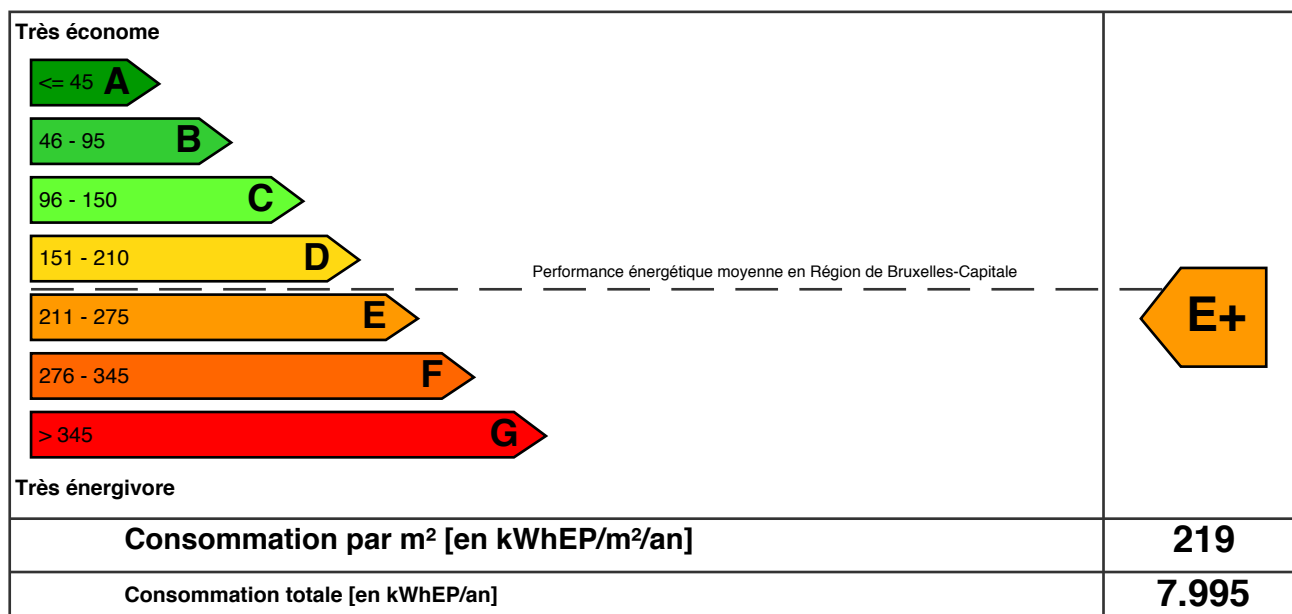 Très économe
<= 45 A
46 - 95 B
96 - 150 C
151 - 210 D
Performance énergétique moyenne en Région de Bruxelles-Capitale
211 - 275 E
E+
276 - 345 F
> 345 G
Très énergivore
Consommation par m² [en kWhEP/m²/an] 219
Consommation totale [en kWhEP/an] 7.995